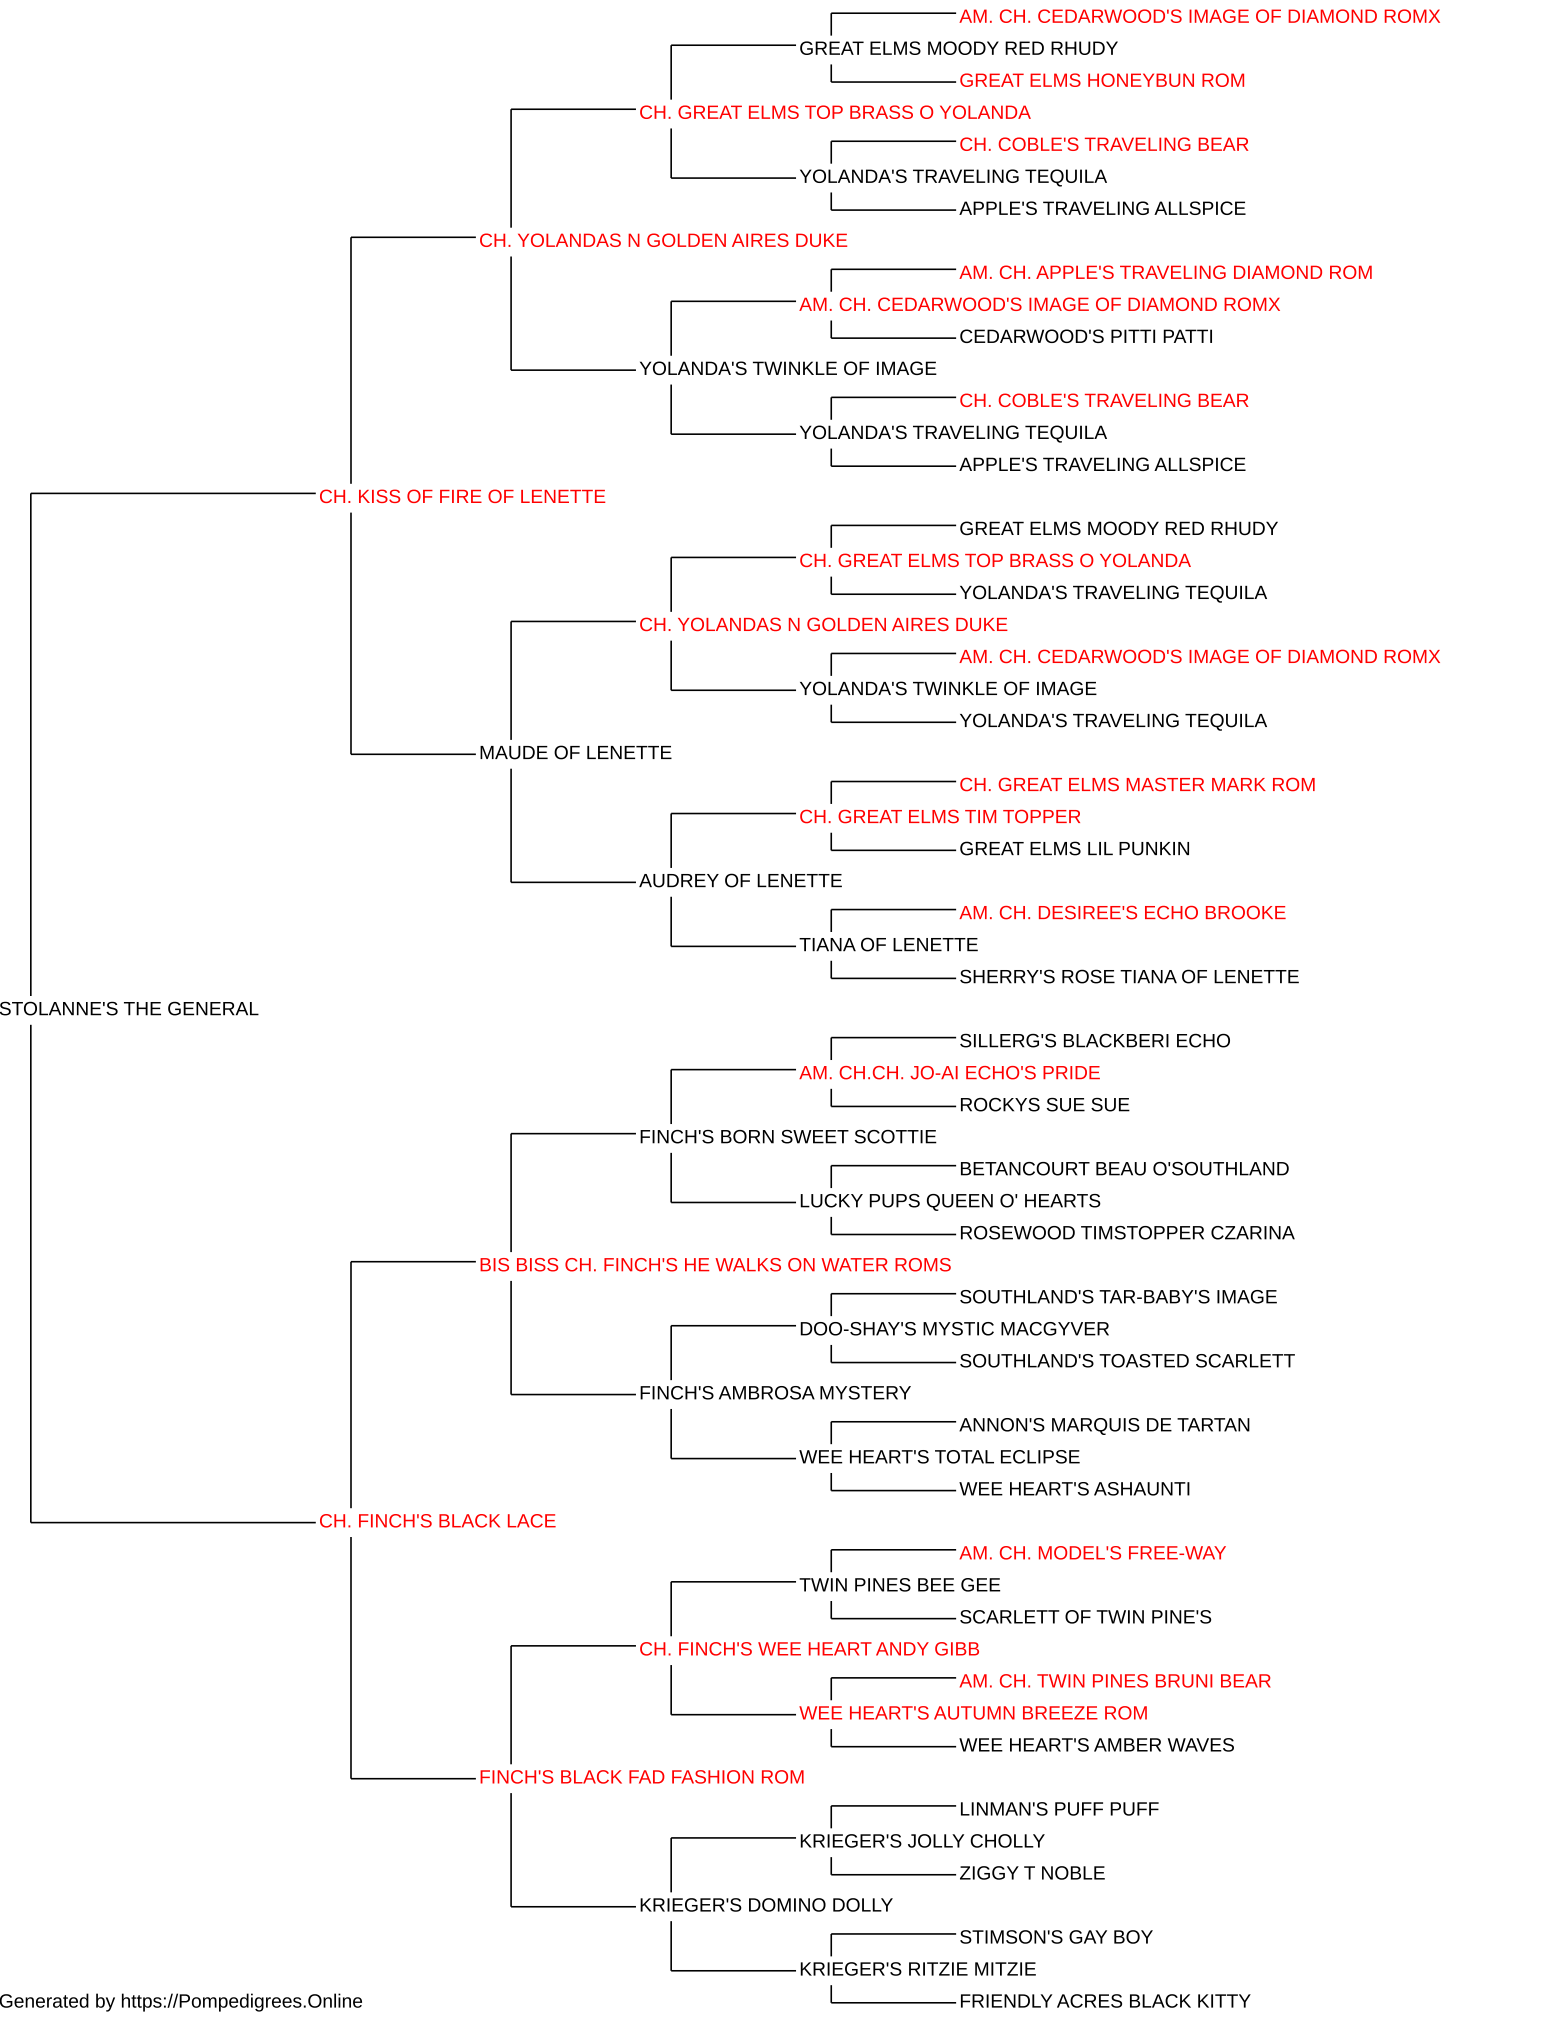 AM. CH. CEDARWOOD'S IMAGE OF DIAMOND ROMX
GREAT ELMS MOODY RED RHUDY
GREAT ELMS HONEYBUN ROM
CH. GREAT ELMS TOP BRASS O YOLANDA
CH. COBLE'S TRAVELING BEAR
YOLANDA'S TRAVELING TEQUILA
APPLE'S TRAVELING ALLSPICE
CH. YOLANDAS N GOLDEN AIRES DUKE
AM. CH. APPLE'S TRAVELING DIAMOND ROM
AM. CH. CEDARWOOD'S IMAGE OF DIAMOND ROMX
CEDARWOOD'S PITTI PATTI
YOLANDA'S TWINKLE OF IMAGE
CH. COBLE'S TRAVELING BEAR
YOLANDA'S TRAVELING TEQUILA
APPLE'S TRAVELING ALLSPICE
CH. KISS OF FIRE OF LENETTE
GREAT ELMS MOODY RED RHUDY
CH. GREAT ELMS TOP BRASS O YOLANDA
YOLANDA'S TRAVELING TEQUILA
CH. YOLANDAS N GOLDEN AIRES DUKE
AM. CH. CEDARWOOD'S IMAGE OF DIAMOND ROMX
YOLANDA'S TWINKLE OF IMAGE
YOLANDA'S TRAVELING TEQUILA
MAUDE OF LENETTE
CH. GREAT ELMS MASTER MARK ROM
CH. GREAT ELMS TIM TOPPER
GREAT ELMS LIL PUNKIN
AUDREY OF LENETTE
AM. CH. DESIREE'S ECHO BROOKE
TIANA OF LENETTE
SHERRY'S ROSE TIANA OF LENETTE
STOLANNE'S THE GENERAL
SILLERG'S BLACKBERI ECHO
AM. CH.CH. JO-AI ECHO'S PRIDE
ROCKYS SUE SUE
FINCH'S BORN SWEET SCOTTIE
BETANCOURT BEAU O'SOUTHLAND
LUCKY PUPS QUEEN O' HEARTS
ROSEWOOD TIMSTOPPER CZARINA
BIS BISS CH. FINCH'S HE WALKS ON WATER ROMS
SOUTHLAND'S TAR-BABY'S IMAGE
DOO-SHAY'S MYSTIC MACGYVER
SOUTHLAND'S TOASTED SCARLETT
FINCH'S AMBROSA MYSTERY
ANNON'S MARQUIS DE TARTAN
WEE HEART'S TOTAL ECLIPSE
WEE HEART'S ASHAUNTI
CH. FINCH'S BLACK LACE
AM. CH. MODEL'S FREE-WAY
TWIN PINES BEE GEE
SCARLETT OF TWIN PINE'S
CH. FINCH'S WEE HEART ANDY GIBB
AM. CH. TWIN PINES BRUNI BEAR
WEE HEART'S AUTUMN BREEZE ROM
WEE HEART'S AMBER WAVES
FINCH'S BLACK FAD FASHION ROM
LINMAN'S PUFF PUFF
KRIEGER'S JOLLY CHOLLY
ZIGGY T NOBLE
KRIEGER'S DOMINO DOLLY
STIMSON'S GAY BOY
KRIEGER'S RITZIE MITZIE
FRIENDLY ACRES BLACK KITTY
Generated by https://Pompedigrees.Online